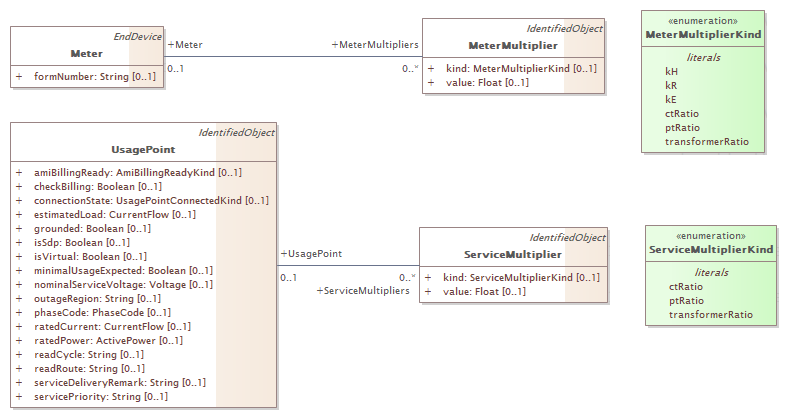 EndDevice
Meter
+ formNumber: String [0..1]
+Meter
0..1
+MeterMultipliers
0..*
IdentifiedObject
MeterMultiplier
+ kind: MeterMultiplierKind [0..1]
+ value: Float [0..1]
«enumeration»
MeterMultiplierKind
literals
kH
kR
kE
ctRatio
ptRatio
transformerRatio
IdentifiedObject
UsagePoint
+ amiBillingReady: AmiBillingReadyKind [0..1]
+ checkBilling: Boolean [0..1]
+ connectionState: UsagePointConnectedKind [0..1]
+ estimatedLoad: CurrentFlow [0..1]
+ grounded: Boolean [0..1]
+ isSdp: Boolean [0..1]
+ isVirtual: Boolean [0..1]
+ minimalUsageExpected: Boolean [0..1]
+ nominalServiceVoltage: Voltage [0..1]
+ outageRegion: String [0..1]
+ phaseCode: PhaseCode [0..1]
+ ratedCurrent: CurrentFlow [0..1]
+ ratedPower: ActivePower [0..1]
+ readCycle: String [0..1]
+ readRoute: String [0..1]
+ serviceDeliveryRemark: String [0..1]
+ servicePriority: String [0..1]
+UsagePoint
0..1
0..*
+ServiceMultipliers
IdentifiedObject
ServiceMultiplier
+ kind: ServiceMultiplierKind [0..1]
+ value: Float [0..1]
«enumeration»
ServiceMultiplierKind
literals
ctRatio
ptRatio
transformerRatio